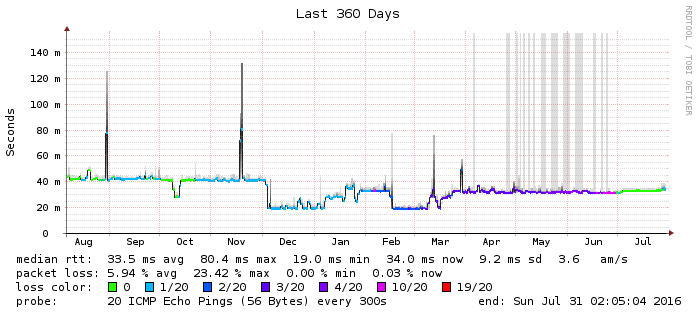 Last 360 Days
RRDTOOL / TOBI OETIKER
Seconds
140 m
120 m
100 m
80 m
60 m
40 m
20 m
0
Aug Sep Oct Nov Dec Jan Feb Mar Apr May Jun Jul
median rtt: 33.5 ms avg 80.4 ms max 19.0 ms min 34.0 ms now 9.2 ms sd 3.6 am/s
packet loss: 5.94 % avg 23.42 % max 0.00 % min 0.03 % now
loss color: 0 1/20 2/20 3/20 4/20 10/20 19/20
probe: 20 ICMP Echo Pings (56 Bytes) every 300s end: Sun Jul 31 02:05:04 2016